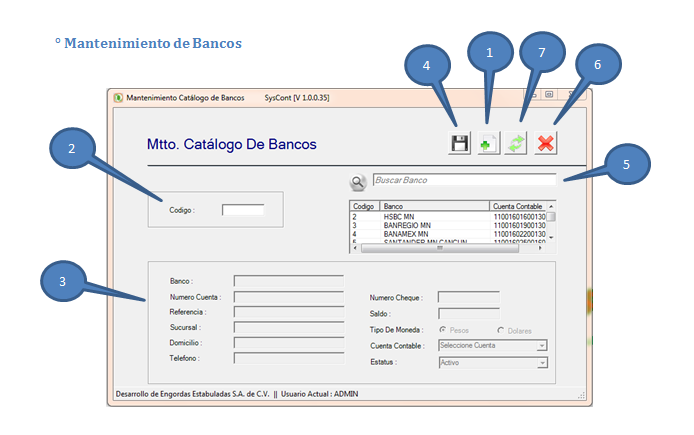 ° Mantenimiento de Bancos
4
1
7
6
Mantenimiento Catálogo de Bancos SysCont [V 1.0.0.35]
Mtto. Catálogo De Bancos
2
5
Buscar Banco
Codigo :
Codigo Banco Cuenta Contable
2 HSBC MN 11001601600130
3 BANREGIO MN 11001601900130
4 BANAMEX MN 11001602200130
5 SANTANDER MN CANCUN 11001602500130
3
Banco :
Numero Cuenta :
Numero Cheque :
Referencia :
Saldo :
Sucursal :
Tipo De Moneda : Pesos Dolares
Domicilio :
Cuenta Contable : Seleccione Cuenta
Telefono :
Estatus : Activo
Desarrollo de Engordas Estabuladas S.A. de C.V. || Usuario Actual : ADMIN